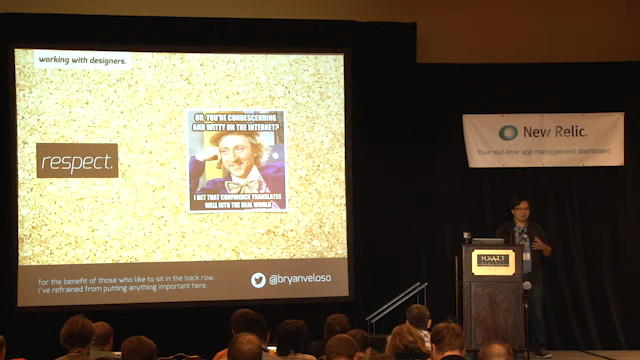 working with designers.
OH, YOU'RE CONDESCENDING
AND WITTY ON THE INTERNET?
respect.
I BET THAT CONFIDENCE TRANSLATES
WELL INTO THE REAL WORLD
for the benefit of those who like to sit in the back row,
i've refrained from putting anything important here.
@bryanveloso
New Relic.
Your real-time app management dashboard
HYATT